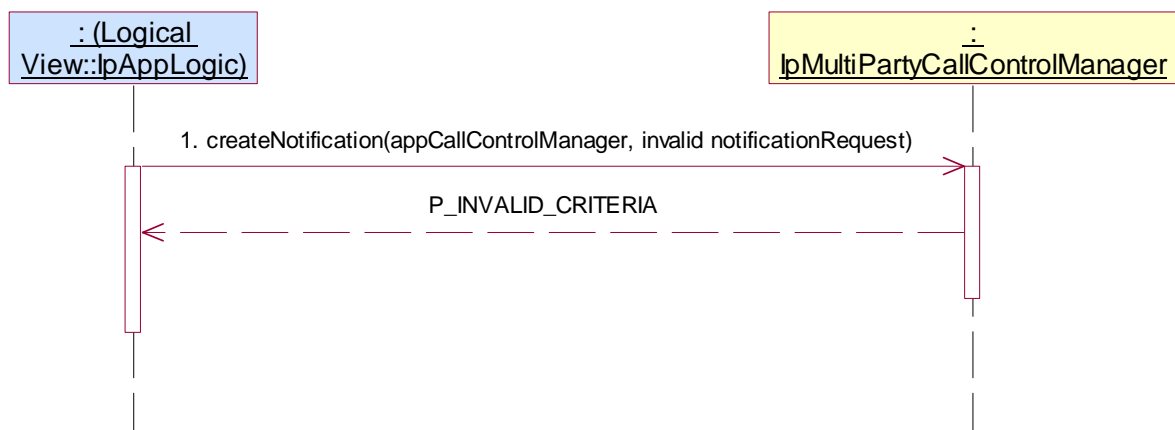 : (Logical
View::IpAppLogic)
:
IpMultiPartyCallControlManager
1. createNotification(appCallControlManager, invalid notificationRequest)
P_INVALID_CRITERIA